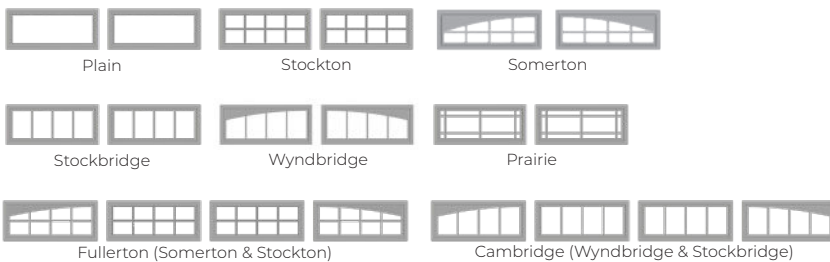 Plain
Stockton
Somerton
Stockbridge
Wyndbridge
Prairie
Fullerton (Somerton & Stockton)
Cambridge (Wyndbridge & Stockbridge)